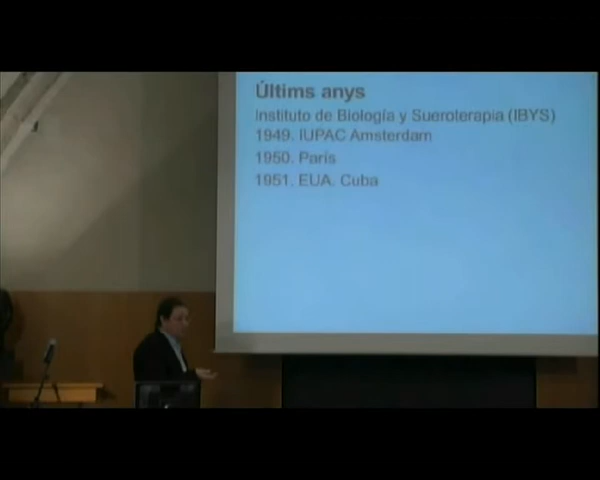 Últims anys
Instituto de Biología y Sueroterapia (IBYS)
1949. IUPAC Amsterdam
1950. París
1951. EUA. Cuba